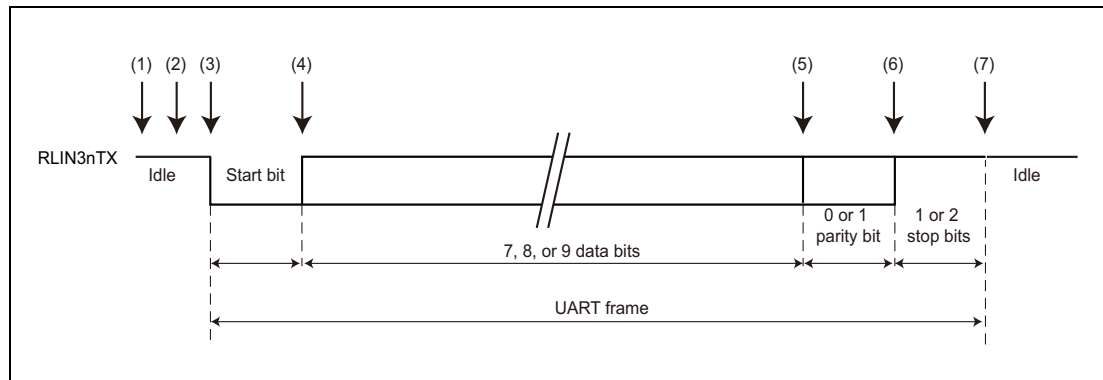 (1) (2) (3) (4) (5) (6) (7)
RLIN3nTX
Idle Start bit Idle
0 or 1
parity bit
1 or 2
stop bits
7, 8, or 9 data bits
UART frame